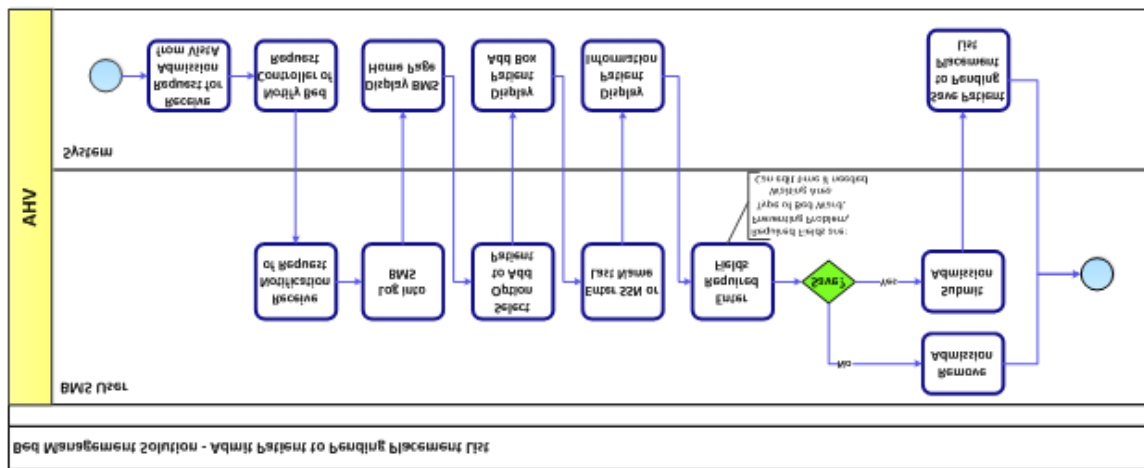 Bed Management Solution - Admit Patient to Pending Placement List
VHA
BMS User
Remove
Admission
No
Receive
Notification
of Request
Log into
BMS
Select
Option
to Add
Patient
Enter SSN or
Last Name
Enter
Required
Fields
Save?
Yes
Submit
Admission
Required Fields are:
Preventing Problem,
Type of Bed Ward,
Waiting Area
Can edit time if needed
System
Receive
Request for
Admission
from VistA
Notify Bed
Controller of
Request
Display BMS
Home Page
Display
Patient
Add Box
Display
Patient
Information
Save Patient
to Pending
Placement
List